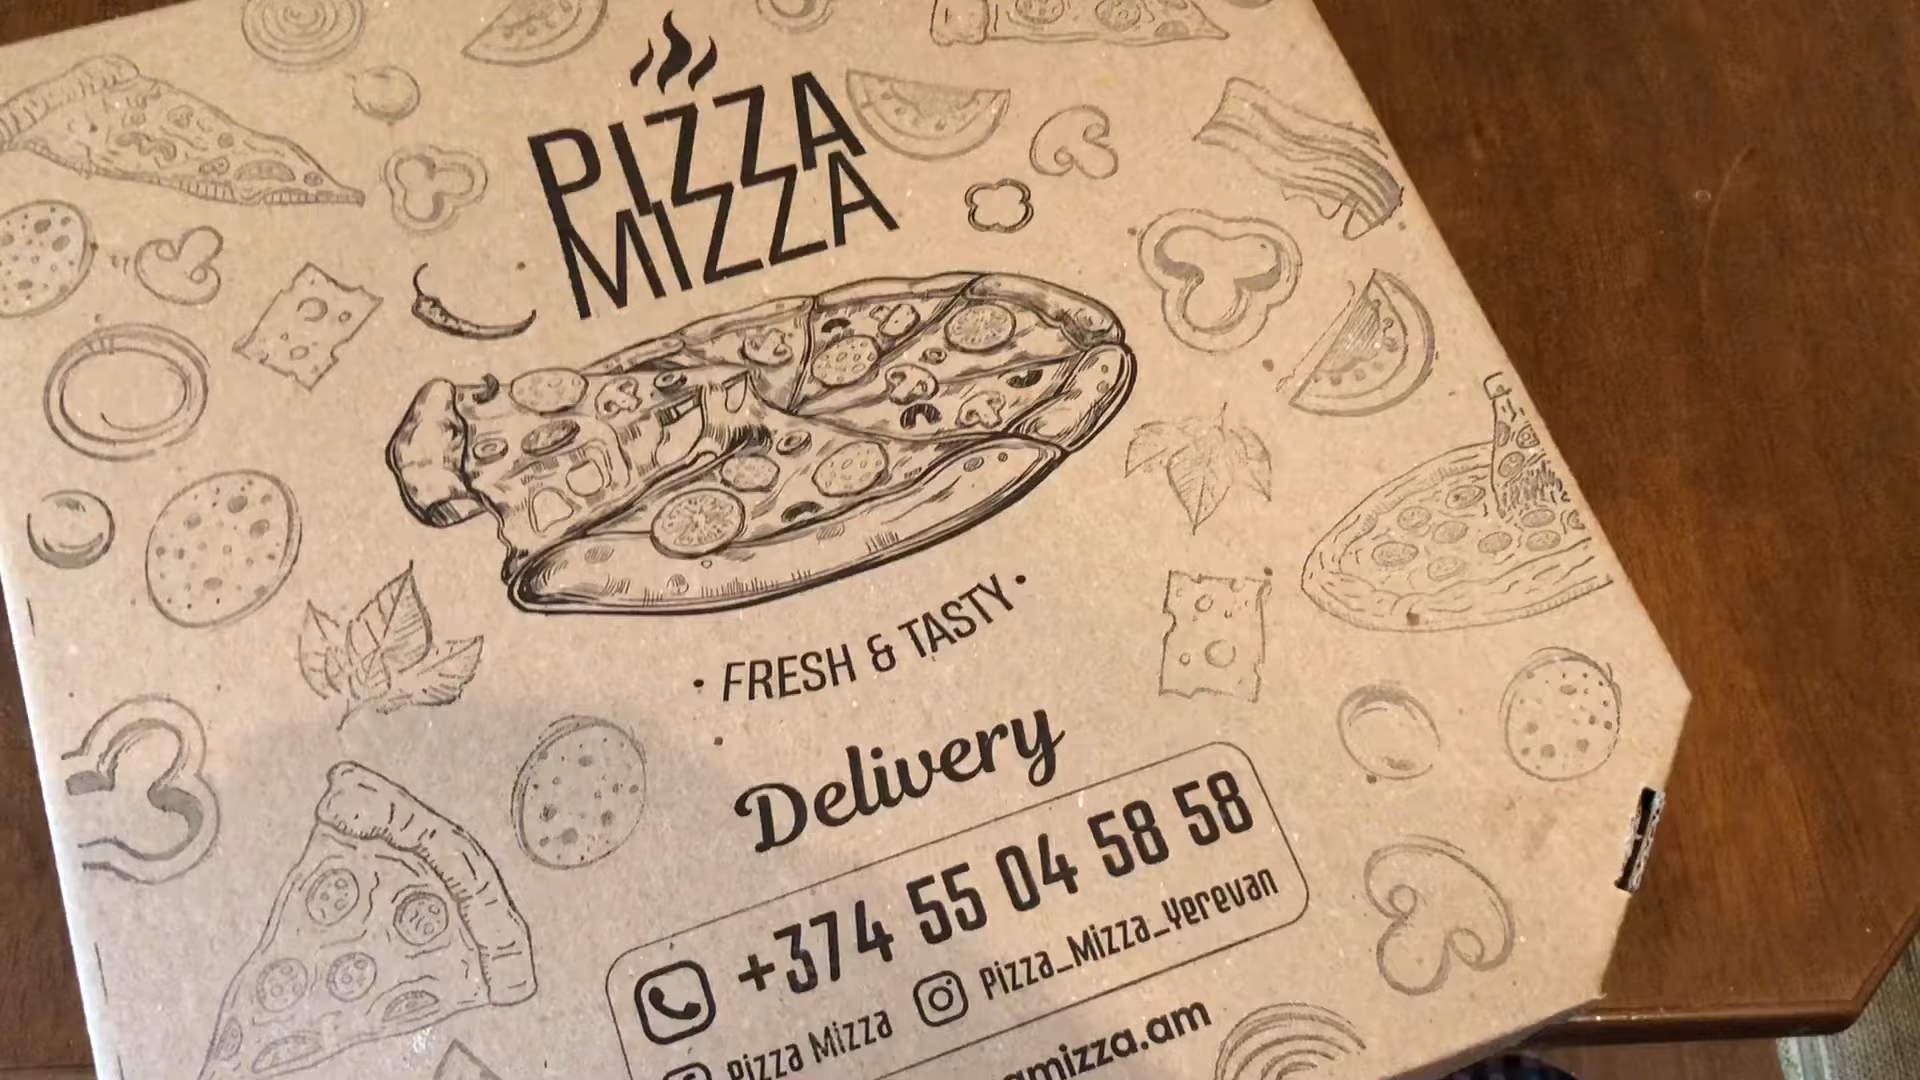 PIZZA
MIZZA
· FRESH & TASTY ·
Delivery
+374 55 04 58 58
Pizza Mizza
Pizza_Mizza_Yerevan